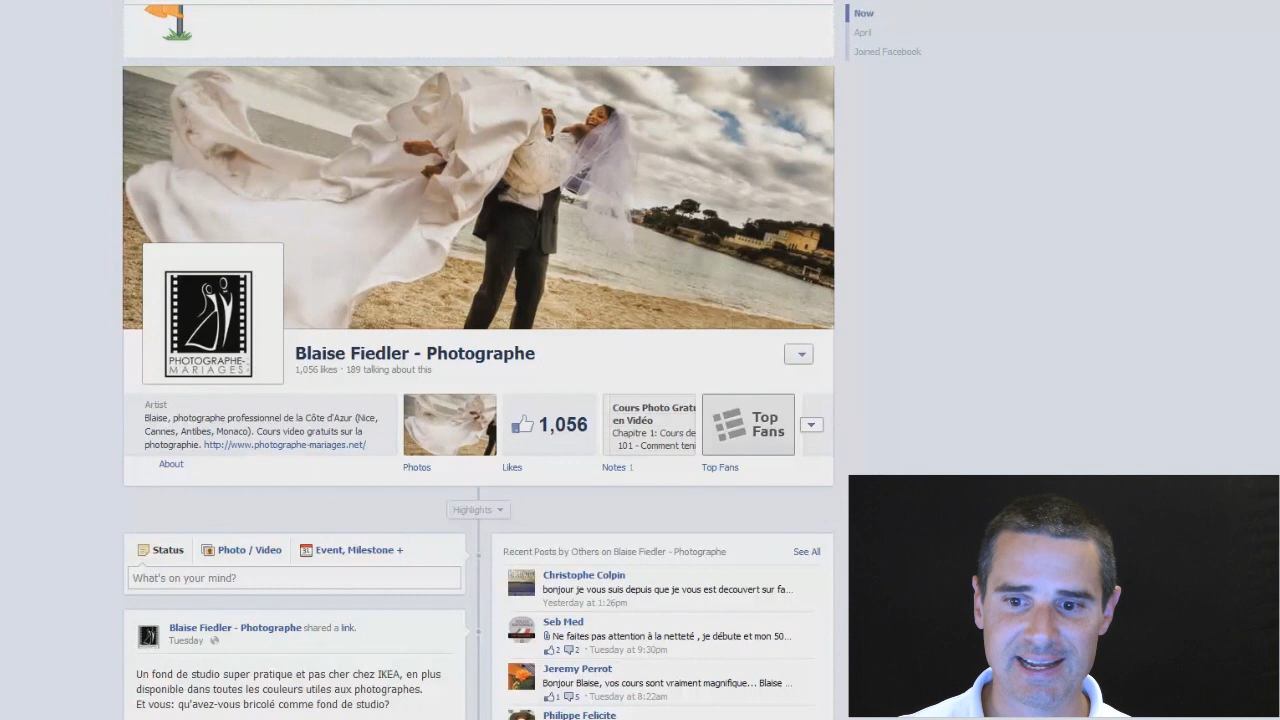 Now
April
Joined Facebook
PHOTOGRAPHE-
MARIAGES
Blaise Fiedler - Photographe
1,056 likes · 189 talking about this
Artist
Blaise, photographe professionnel de la Côte d'Azur (Nice,
Cannes, Antibes, Monaco). Cours video gratuits sur la
photographie. http://www.photographe-mariages.net/
About
Photos
1,056
Likes
Cours Photo Gratu
en Vidéo
Chapitre 1: Cours de
101 - Comment teni
Notes 1
Top
Fans
Top Fans
Highlights
Status
Photo / Video
31
Event, Milestone +
What's on your mind?
Blaise Fiedler - Photographe shared a link.
Tuesday
Un fond de studio super pratique et pas cher chez IKEA, en plus
disponible dans toutes les couleurs utiles aux photographes.
Et vous: qu'avez-vous bricolé comme fond de studio?
Recent Posts by Others on Blaise Fiedler - Photographe
See All
Christophe Colpin
bonjour je vous suis depuis que je vous est decouvert sur fa...
Yesterday at 1:26pm
Seb Med
Ne faites pas attention à la netteté , je débute et mon 50...
2 2 · Tuesday at 9:30pm
Jeremy Perrot
Bonjour Blaise, vos cours sont vraiment magnifique... Blaise ...
1 5 · Tuesday at 8:22am
Philippe Felicite